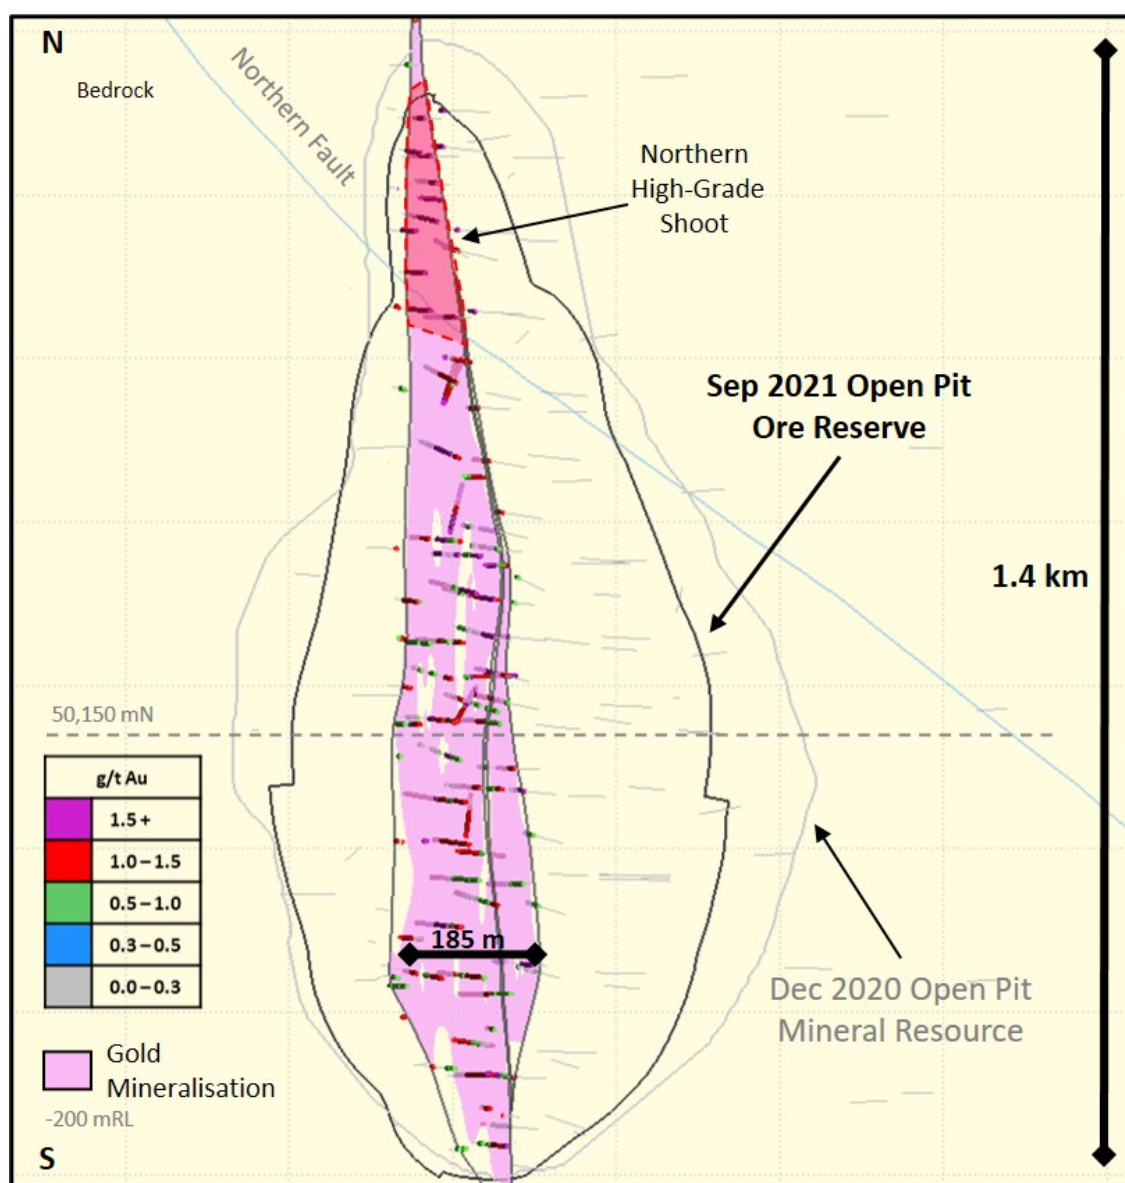 N
Bedrock
Northern Fault
Northern
High-Grade
Shoot
Sep 2021 Open Pit
Ore Reserve
1.4 km
50,150 mN
g/t Au
1.5 +
1.0 – 1.5
0.5 – 1.0
0.3 – 0.5
0.0 – 0.3
185 m
Dec 2020 Open Pit
Mineral Resource
Gold
Mineralisation
-200 mRL
S